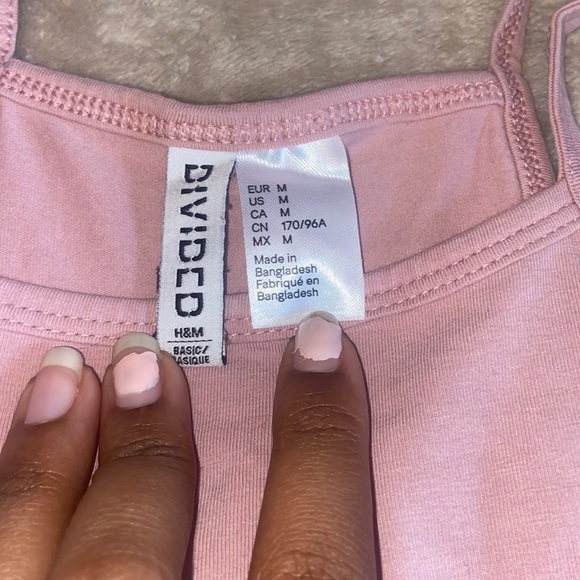 DIVIDED
H&M
BASIC/
BASIQUE
EUR M
US M
CA M
CN 170/96A
MX M
Made in
Bangladesh
Fabriqué en
Bangladesh